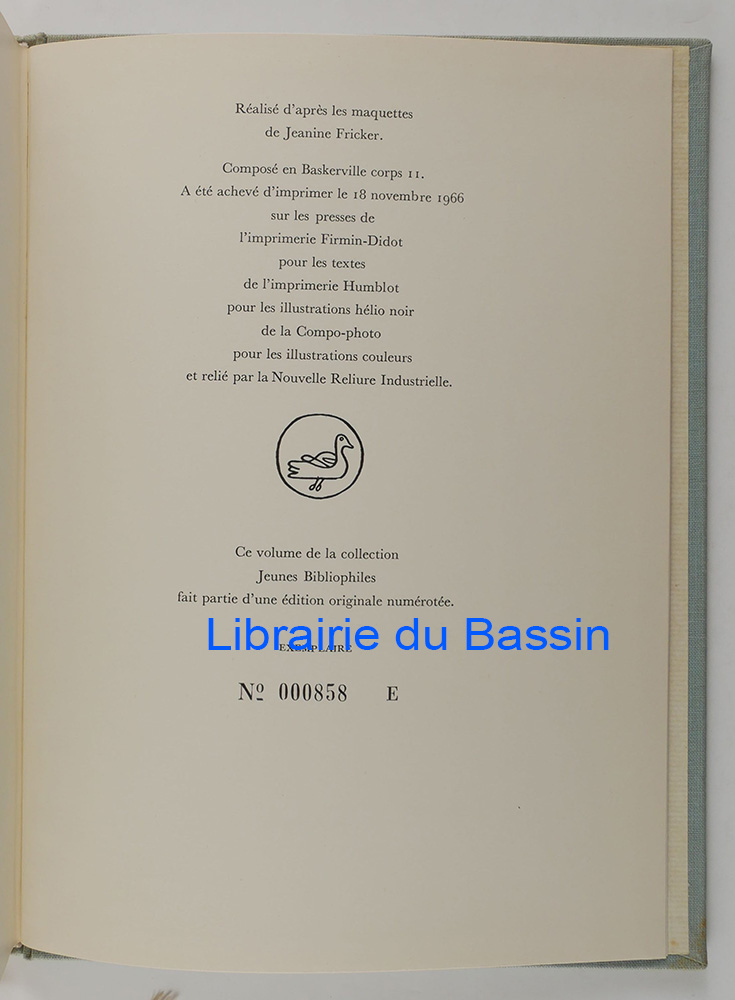 Réalisé d'après les maquettes
de Jeanine Fricker.
Composé en Baskerville corps 11.
A été achevé d'imprimer le 18 novembre 1966
sur les presses de
l'imprimerie Firmin-Didot
pour les textes
de l'imprimerie Humblot
pour les illustrations hélio noir
de la Compo-photo
pour les illustrations couleurs
et relié par la Nouvelle Reliure Industrielle.
Ce volume de la collection
Jeunes Bibliophiles
fait partie d'une édition originale numérotée.
Librairie du Bassin
EXEMPLAIRE
Nº 000858 E